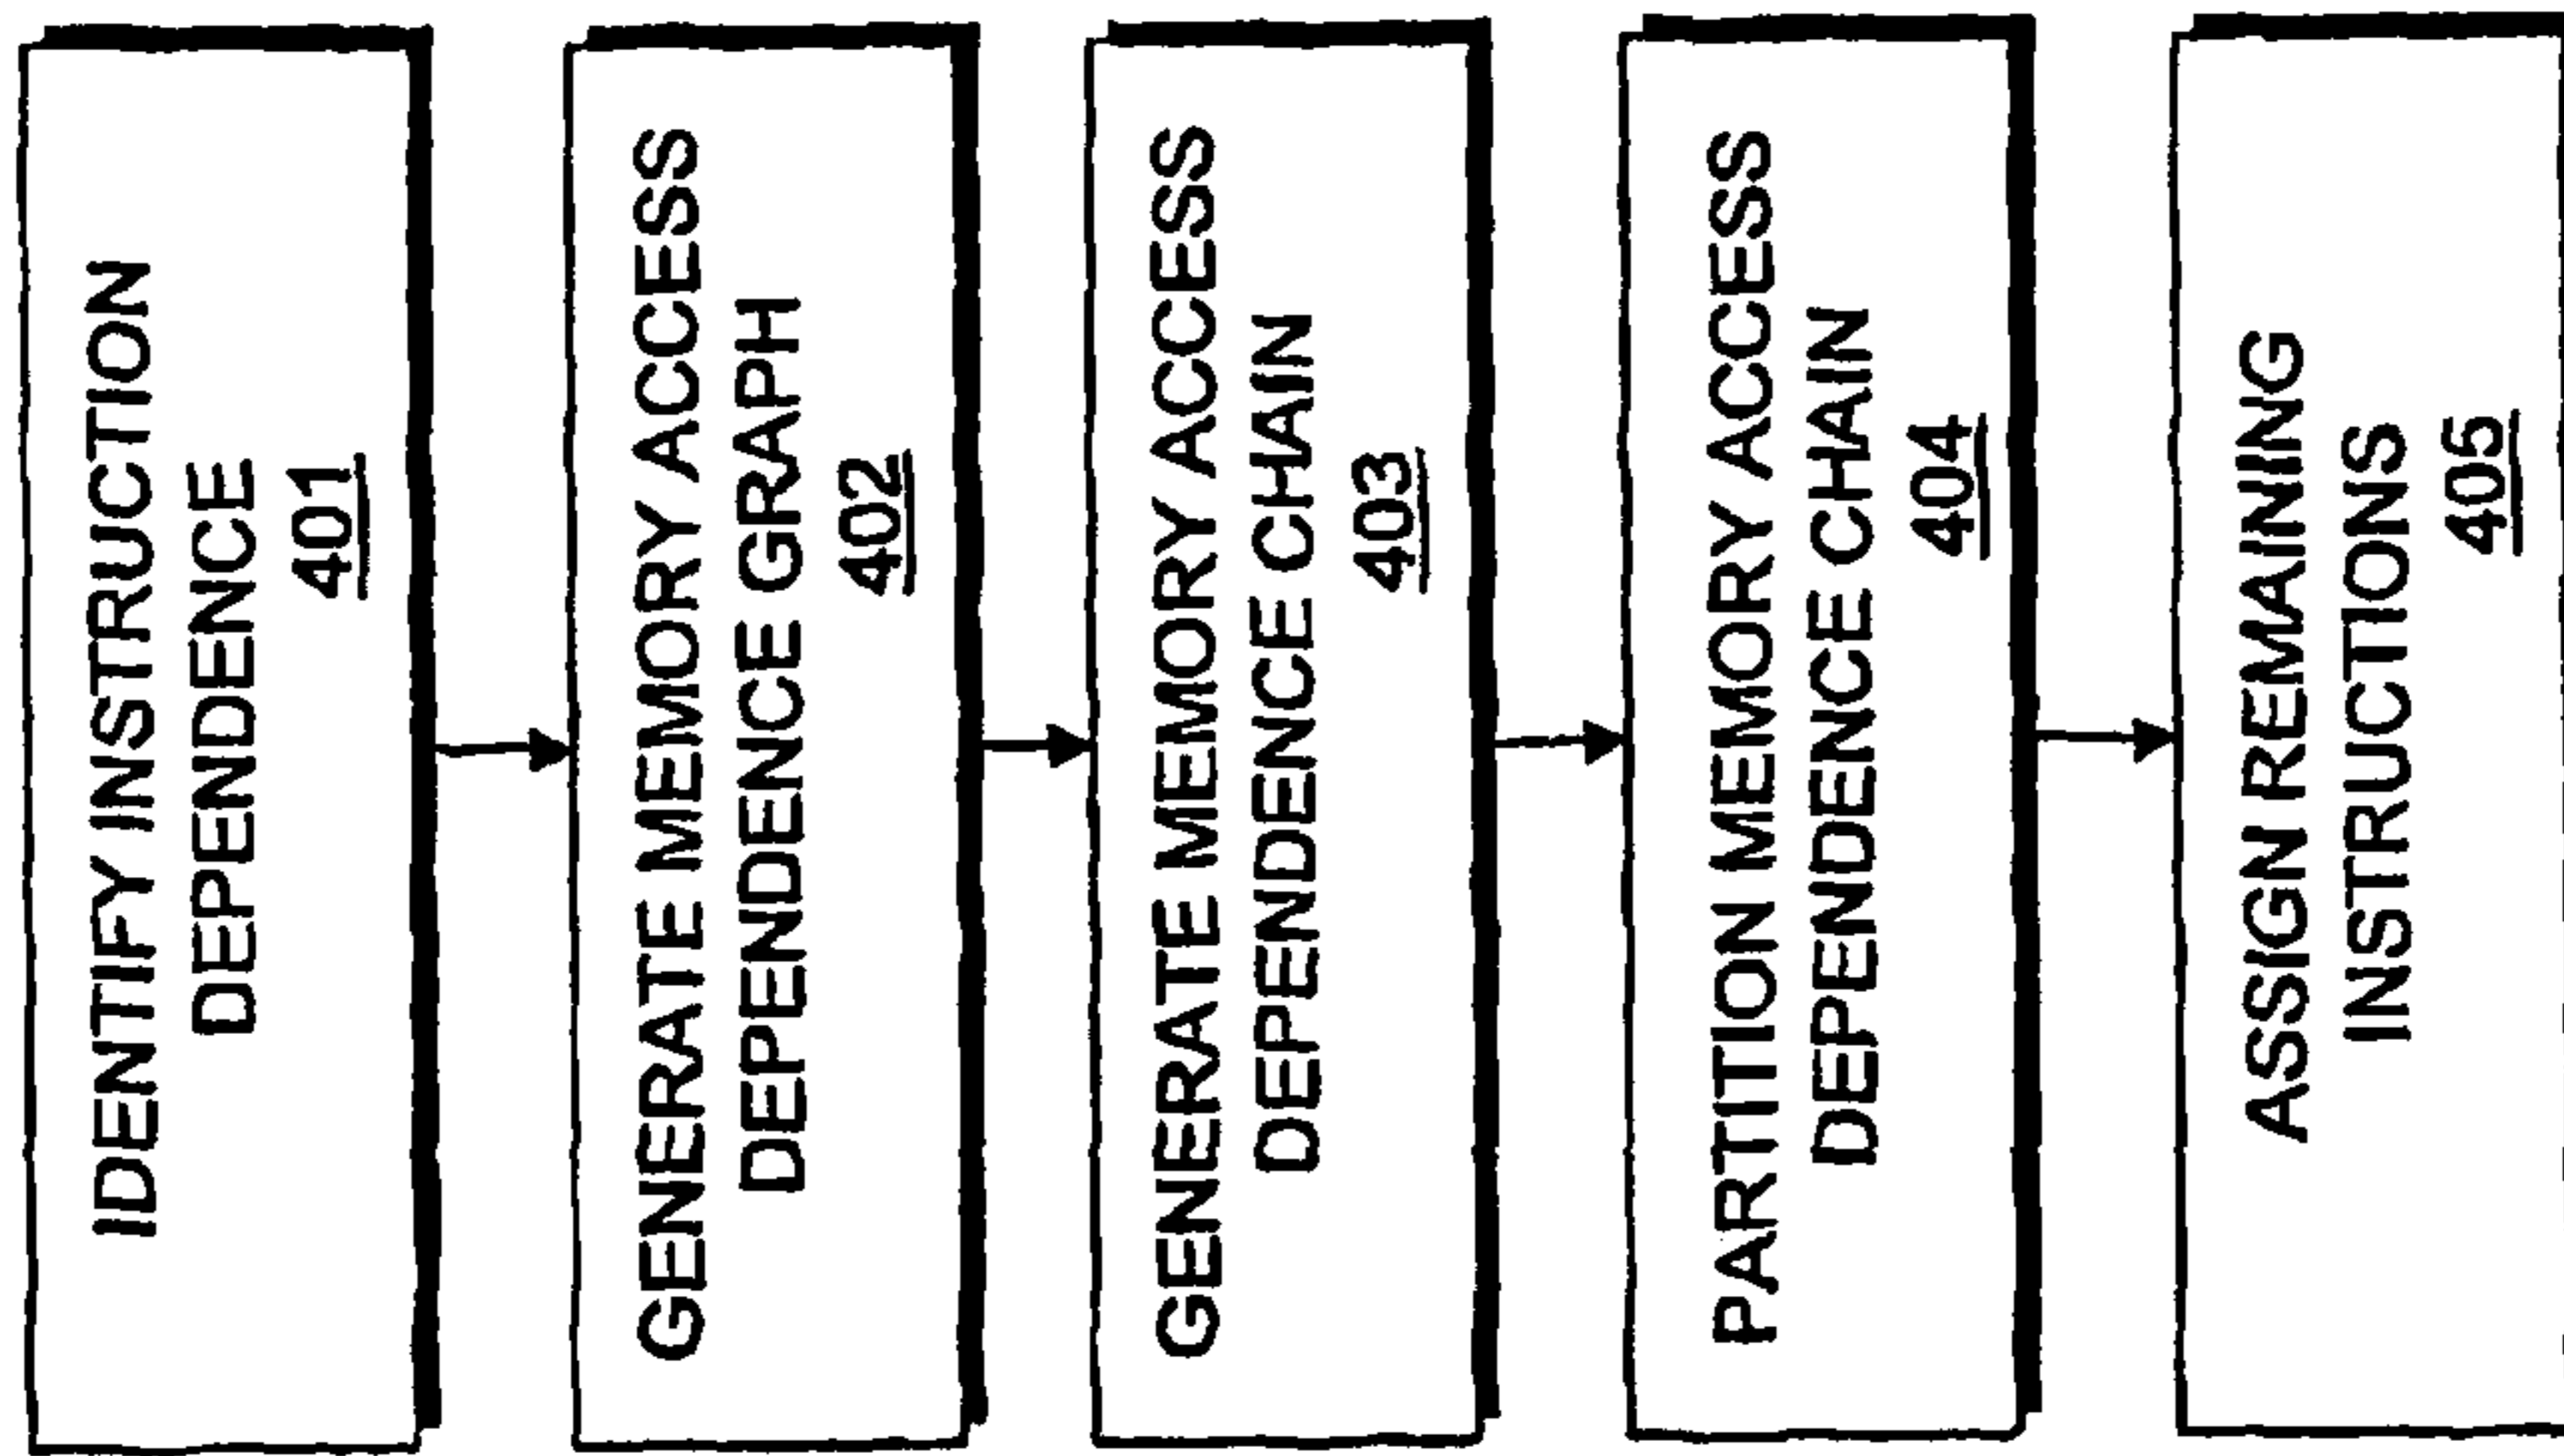 IDENTIFY INSTRUCTION
DEPENDENCE
401
GENERATE MEMORY ACCESS
DEPENDENCE GRAPH
402
GENERATE MEMORY ACCESS
DEPENDENCE CHAIN
403
PARTITION MEMORY ACCESS
DEPENDENCE CHAIN
404
ASSIGN REMAINING
INSTRUCTIONS
405